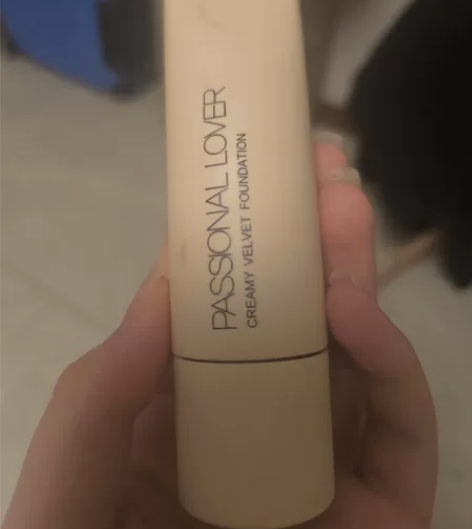 PASSIONAL LOVER
CREAMY VELVET FOUNDATION